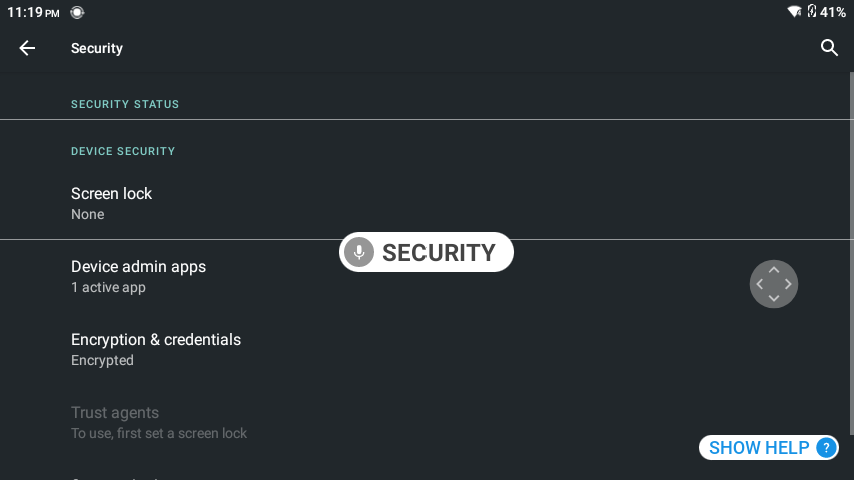 11:19 PM 41%
Security
SECURITY STATUS
DEVICE SECURITY
Screen lock
None
SECURITY
Device admin apps
1 active app
Encryption & credentials
Encrypted
Trust agents
To use, first set a screen lock
SHOW HELP ?